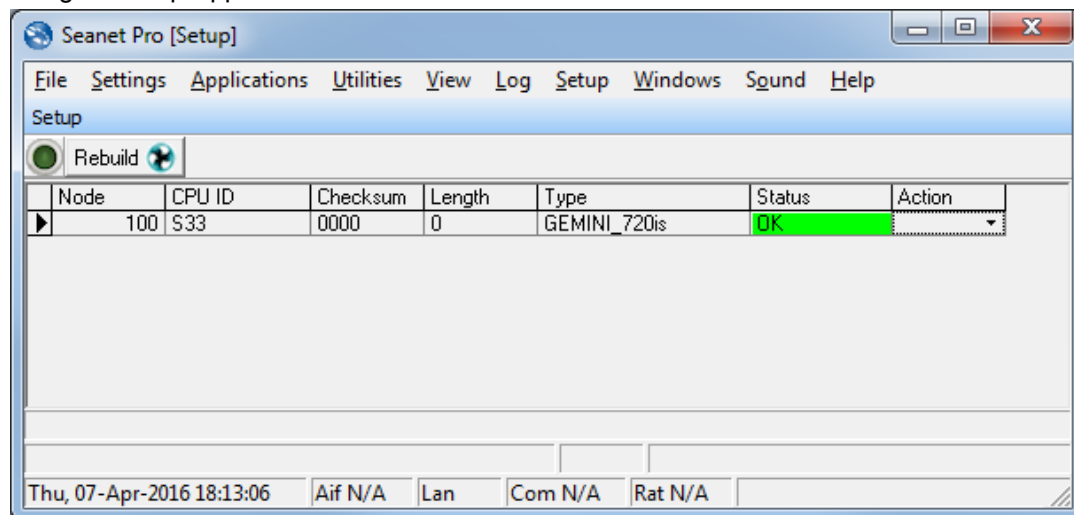 Seanet Pro [Setup]
File Settings Applications Utilities View Log Setup Windows Sound Help
Setup
Rebuild
Node CPU ID Checksum Length Type Status Action
100 S33 0000 0 GEMINI_720is OK
Thu, 07-Apr-2016 18:13:06 Aif N/A Lan Com N/A Rat N/A